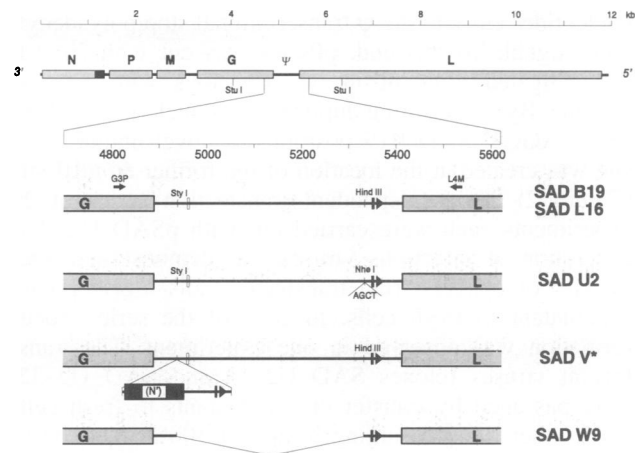 0 2 4 6 8 10 12 kb
N P M G Ψ L
3' 5'
Stu I Stu I
4800 5000 5200 5400 5600
G3P L4M
Sty I Hind III
G L SAD B19
SAD L16
Sty I Nhe I
G L SAD U2
AGCT
Hind III
G L SAD V*
(N')
G L SAD W9